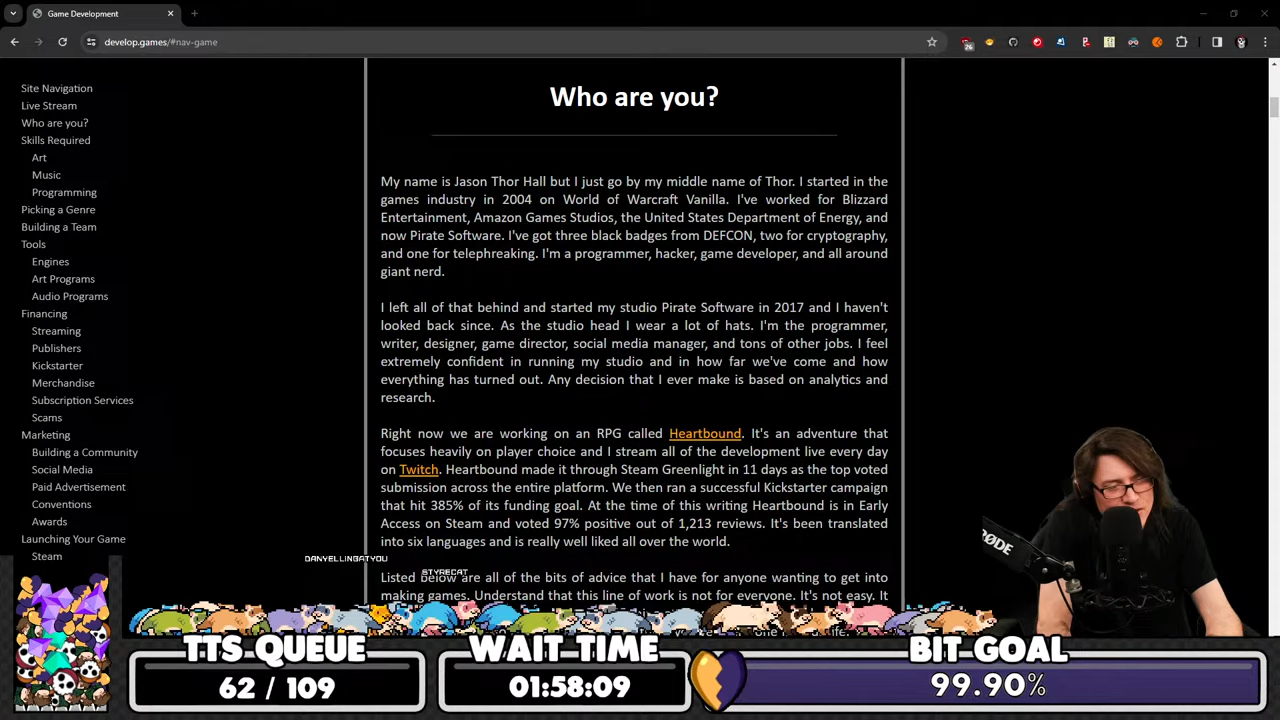 Game Development
develop.games/#nav-game
26
Site Navigation
Live Stream
Who are you?
Skills Required
Art
Music
Programming
Picking a Genre
Building a Team
Tools
Engines
Art Programs
Audio Programs
Financing
Streaming
Publishers
Kickstarter
Merchandise
Subscription Services
Scams
Marketing
Building a Community
Social Media
Paid Advertisement
Conventions
Awards
Launching Your Game
Steam
Who are you?
My name is Jason Thor Hall but I just go by my middle name of Thor. I started in the
games industry in 2004 on World of Warcraft Vanilla. I've worked for Blizzard
Entertainment, Amazon Games Studios, the United States Department of Energy, and
now Pirate Software. I've got three black badges from DEFCON, two for cryptography,
and one for telephreaking. I'm a programmer, hacker, game developer, and all around
giant nerd.
I left all of that behind and started my studio Pirate Software in 2017 and I haven't
looked back since. As the studio head I wear a lot of hats. I'm the programmer,
writer, designer, game director, social media manager, and tons of other jobs. I feel
extremely confident in running my studio and in how far we've come and how
everything has turned out. Any decision that I ever make is based on analytics and
research.
Right now we are working on an RPG called Heartbound. It's an adventure that
focuses heavily on player choice and I stream all of the development live every day
on Twitch. Heartbound made it through Steam Greenlight in 11 days as the top voted
submission across the entire platform. We then ran a successful Kickstarter campaign
that hit 385% of its funding goal. At the time of this writing Heartbound is in Early
Access on Steam and voted 97% positive out of 1,213 reviews. It's been translated
into six languages and is really well liked all over the world.
DANYELLINGATYOU
STYRECAT
Listed below are all of the bits of advice that I have for anyone wanting to get into
making games. Understand that this line of work is not for everyone. It's not easy. It
RØDE
TTS QUEUE
62 / 109
WAIT TIME
01:58:09
BIT GOAL
99.90%